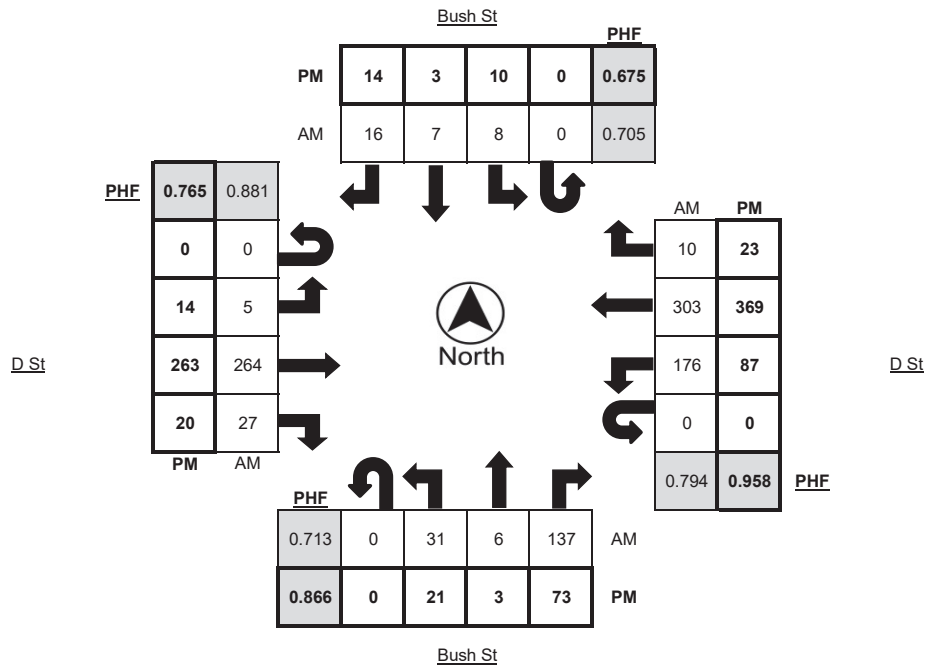 Bush St
PHF
PM 14 3 10 0 0.675
AM 16 7 8 0 0.705
PHF 0.765 0.881
0 0
14 5
263 264
20 27
PM AM
D St
North
AM PM
10 23
303 369
176 87
0 0
0.794 0.958 PHF
D St
PHF
0.713 0 31 6 137 AM
0.866 0 21 3 73 PM
Bush St